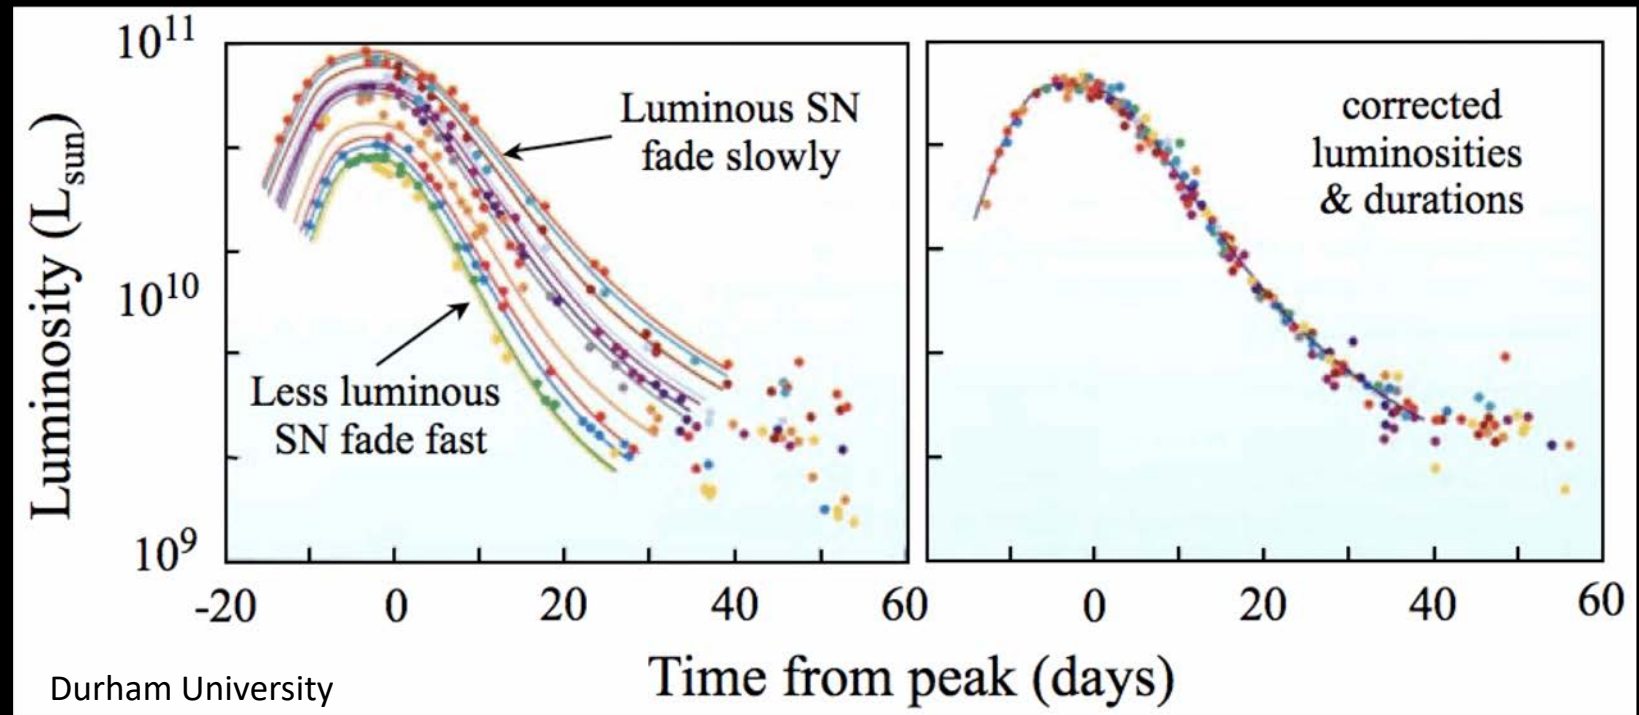 10¹¹
10¹⁰
10⁹
Luminosity (Lₛᵤₙ)
Luminous SN
fade slowly
Less luminous
SN fade fast
corrected
luminosities
& durations
-20 0 20 40 60
0 20 40 60
Time from peak (days)
Durham University